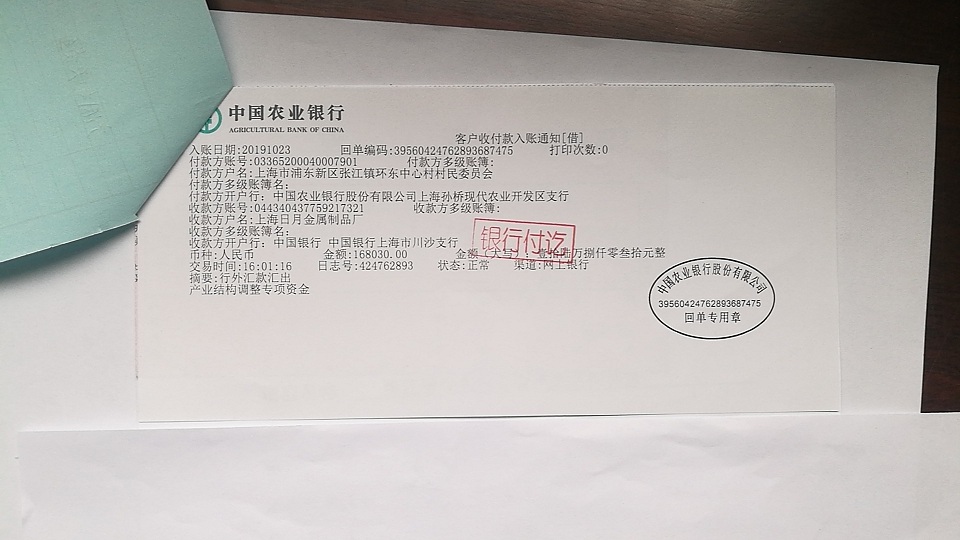 中国农业银行
AGRICULTURAL BANK OF CHINA
客户收付款入账通知[借]
入账日期:20191023 回单编码:39560424762893687475 打印次数:0
付款方账号:03365200040007901 付款方多级账簿:
付款方户名:上海市浦东新区张江镇环东中心村村民委员会
付款方多级账簿名:
付款方开户行: 中国农业银行股份有限公司上海孙桥现代农业开发区支行
收款方账号:044340437759217321 收款方多级账簿:
收款方户名:上海日月金属制品厂
收款方多级账簿名:
收款方开户行: 中国银行 中国银行上海市川沙支行
银行付讫
币种:人民币 金额:168030.00 金额(大写):壹拾陆万捌仟零叁拾元整
交易时间:16:01:16 日志号:424762893 状态:正常 渠道:网上银行
摘要:行外汇款汇出
产业结构调整专项资金
中国农业银行股份有限公司
39560424762893687475
回单专用章